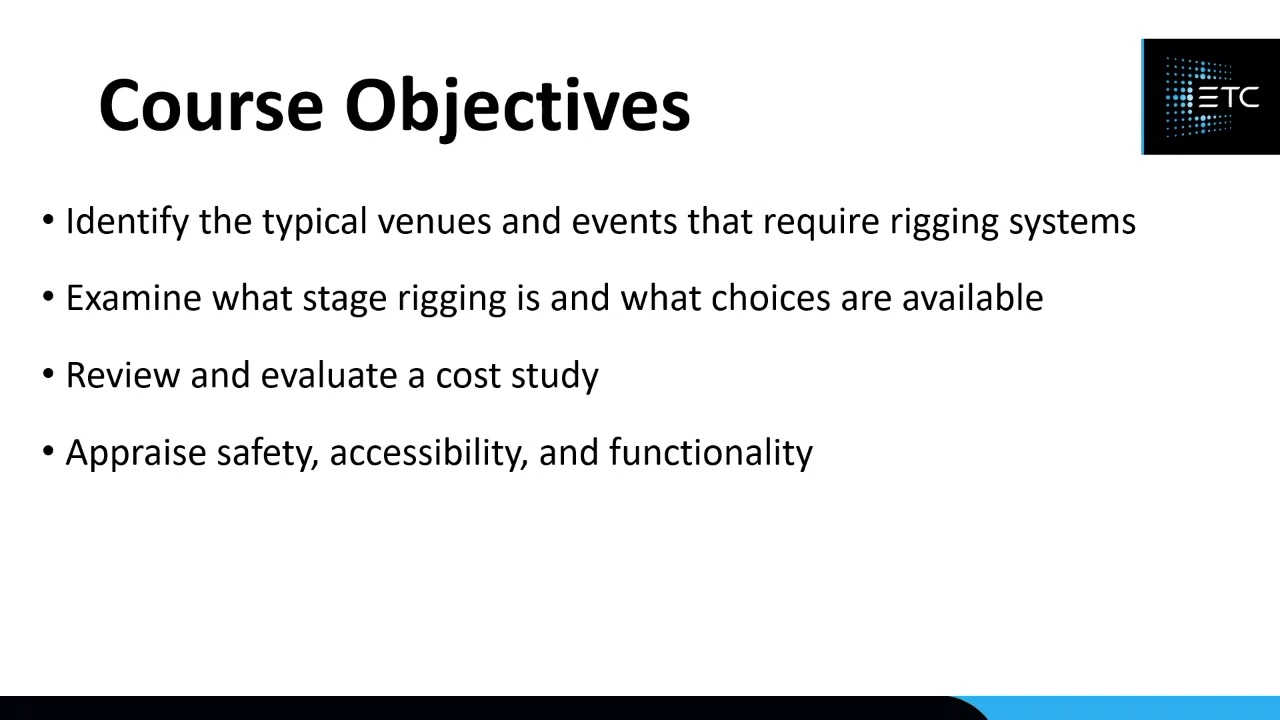 Course Objectives
ETC
• Identify the typical venues and events that require rigging systems
• Examine what stage rigging is and what choices are available
• Review and evaluate a cost study
• Appraise safety, accessibility, and functionality